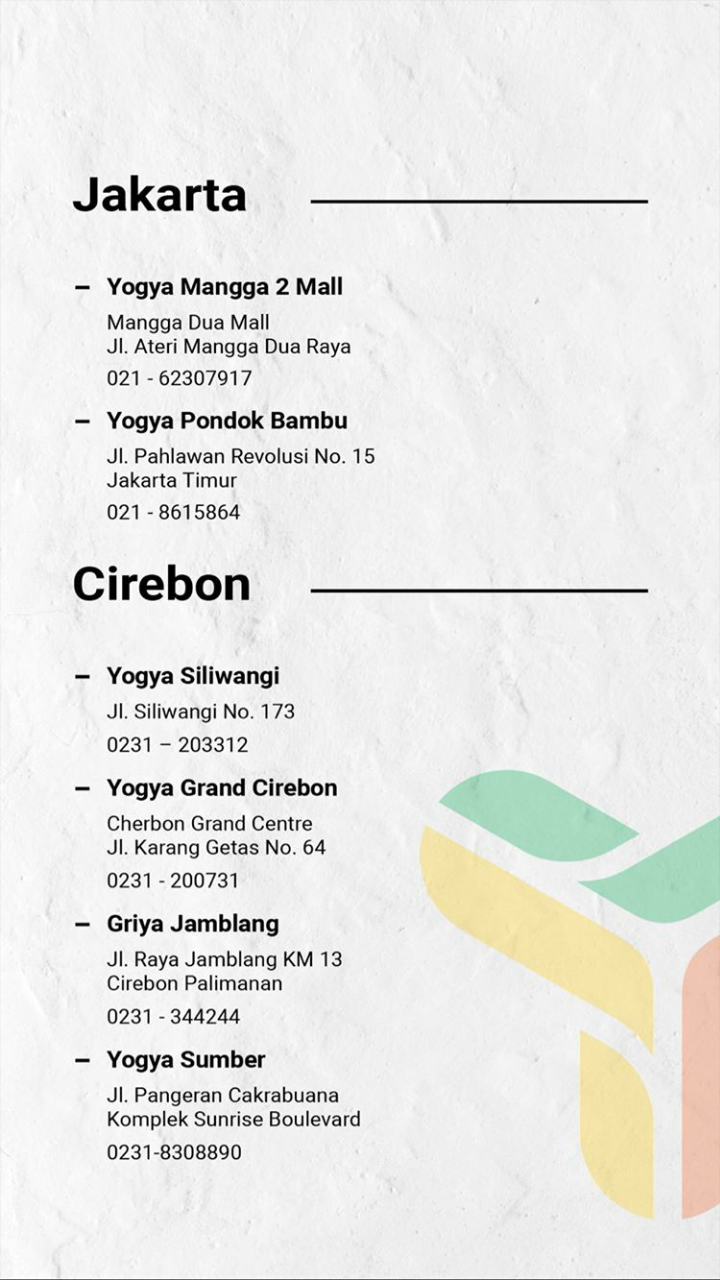 Jakarta
– Yogya Mangga 2 Mall
Mangga Dua Mall
Jl. Ateri Mangga Dua Raya
021 - 62307917
– Yogya Pondok Bambu
Jl. Pahlawan Revolusi No. 15
Jakarta Timur
021 - 8615864
Cirebon
– Yogya Siliwangi
Jl. Siliwangi No. 173
0231 – 203312
– Yogya Grand Cirebon
Cherbon Grand Centre
Jl. Karang Getas No. 64
0231 - 200731
– Griya Jamblang
Jl. Raya Jamblang KM 13
Cirebon Palimanan
0231 - 344244
– Yogya Sumber
Jl. Pangeran Cakrabuana
Komplek Sunrise Boulevard
0231-8308890